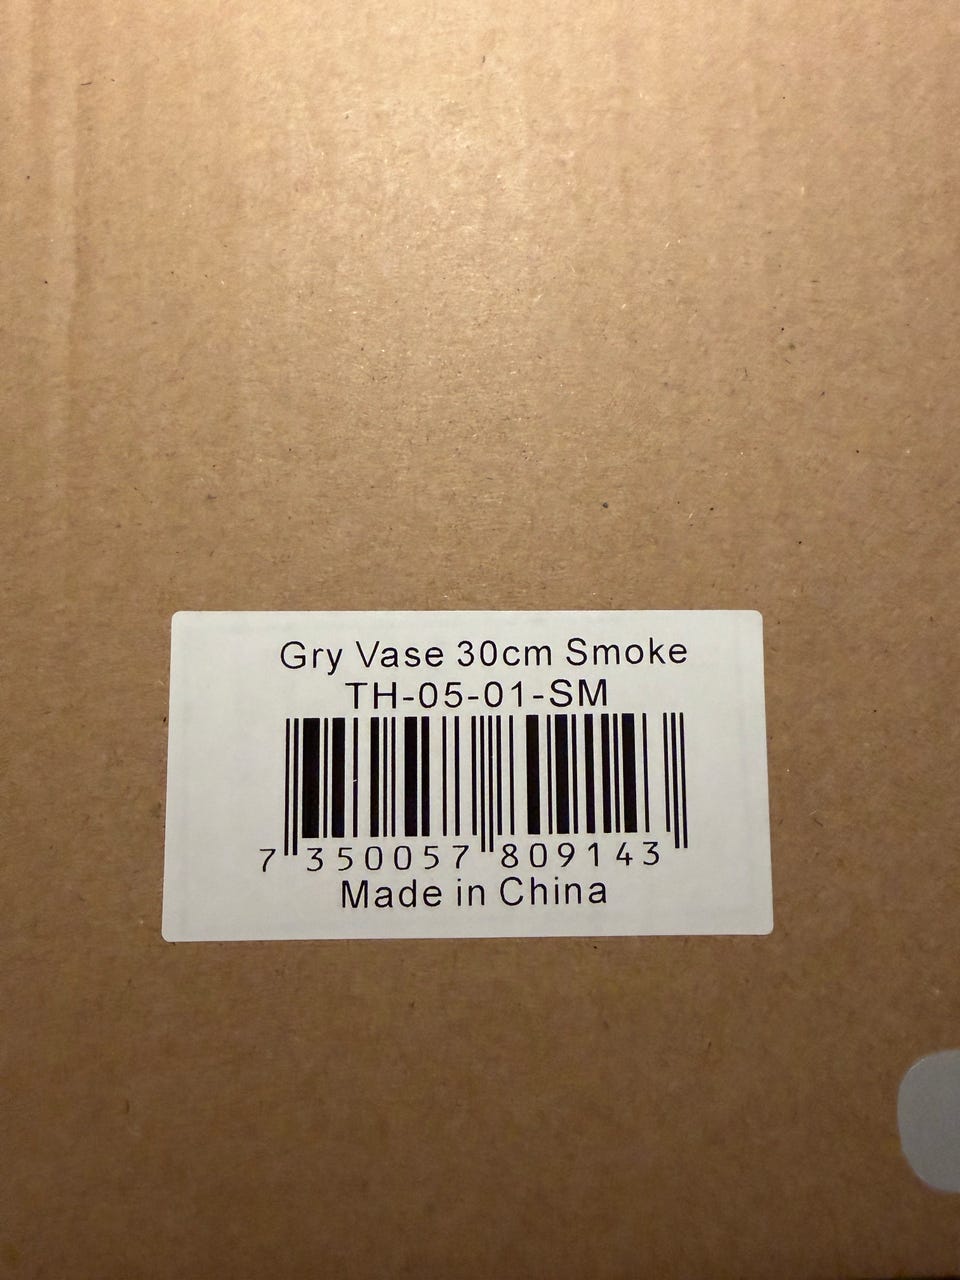 Gry Vase 30cm Smoke
TH-05-01-SM
7 350057 809143
Made in China